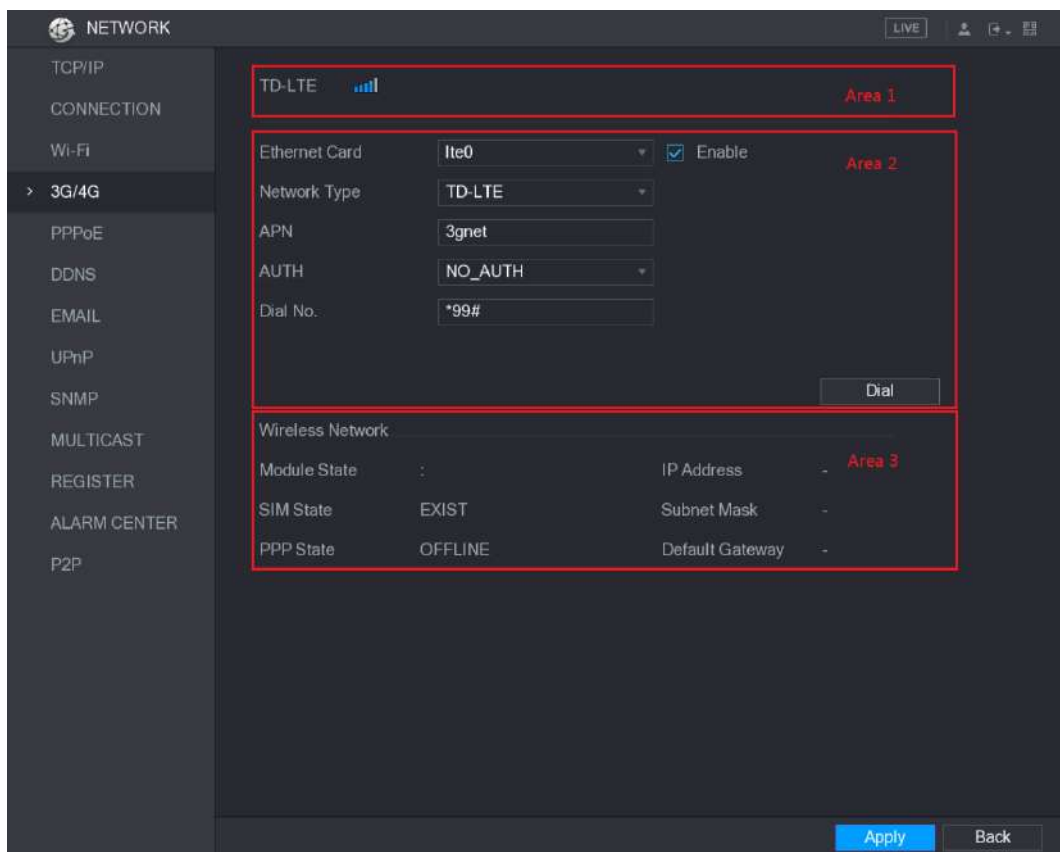 NETWORK LIVE
TCP/IP
CONNECTION
Wi-Fi
> 3G/4G
PPPoE
DDNS
EMAIL
UPnP
SNMP
MULTICAST
REGISTER
ALARM CENTER
P2P
TD-LTE Area 1
Ethernet Card lte0 Enable Area 2
Network Type TD-LTE
APN 3gnet
AUTH NO_AUTH
Dial No. *99#
Dial
Wireless Network
Module State : IP Address - Area 3
SIM State EXIST Subnet Mask -
PPP State OFFLINE Default Gateway -
Apply Back